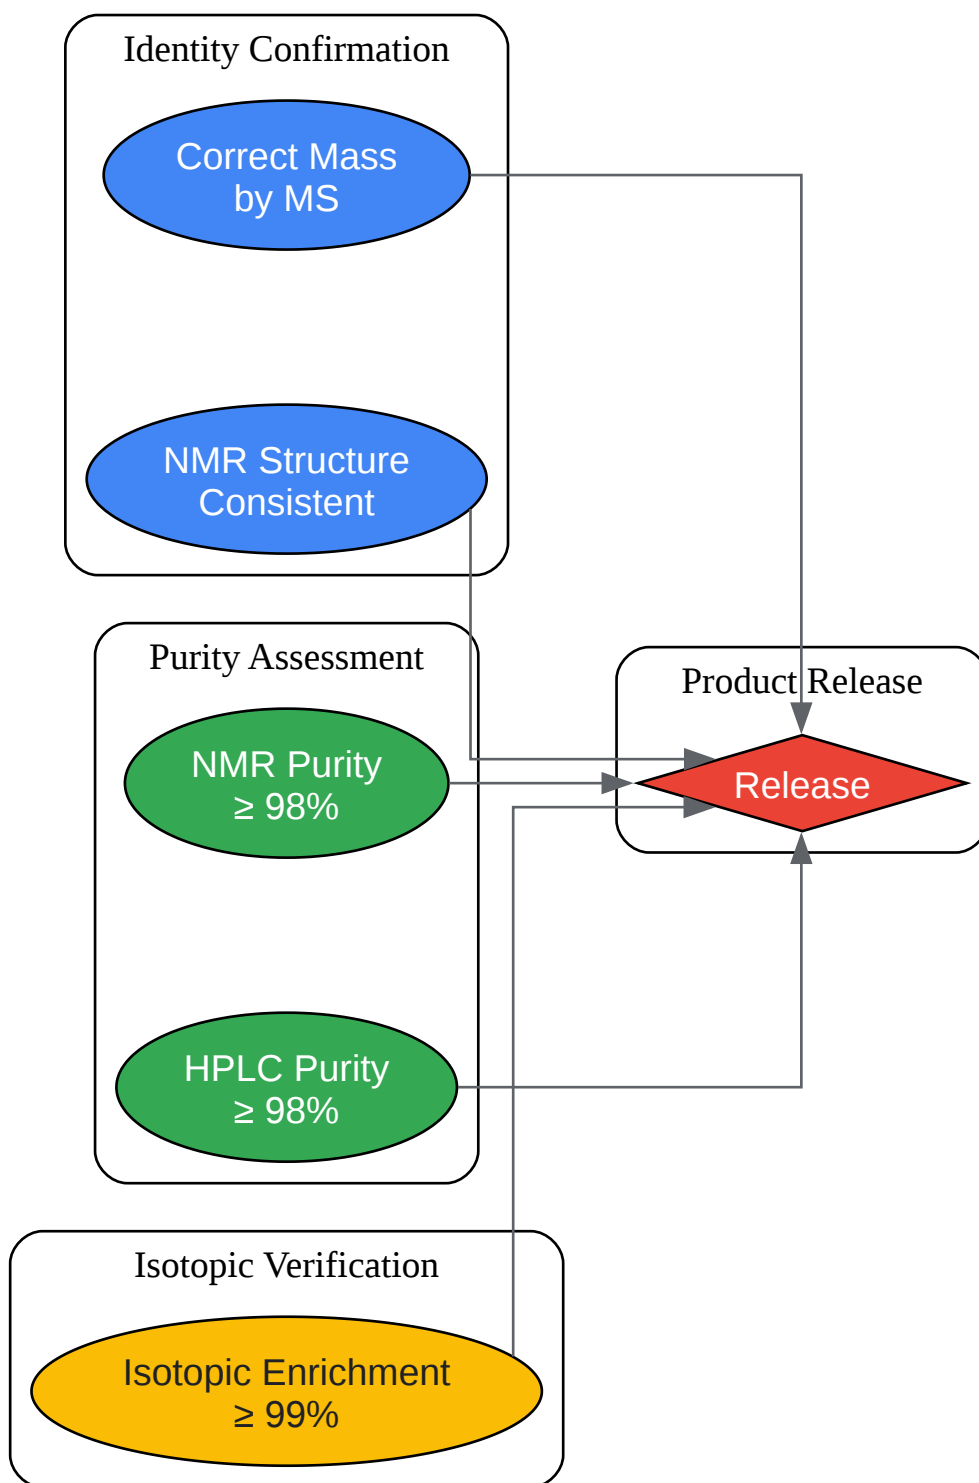 Identity Confirmation
Correct Mass
by MS
NMR Structure
Consistent
Purity Assessment
NMR Purity
≥ 98%
HPLC Purity
≥ 98%
Isotopic Verification
Isotopic Enrichment
≥ 99%
Product Release
Release